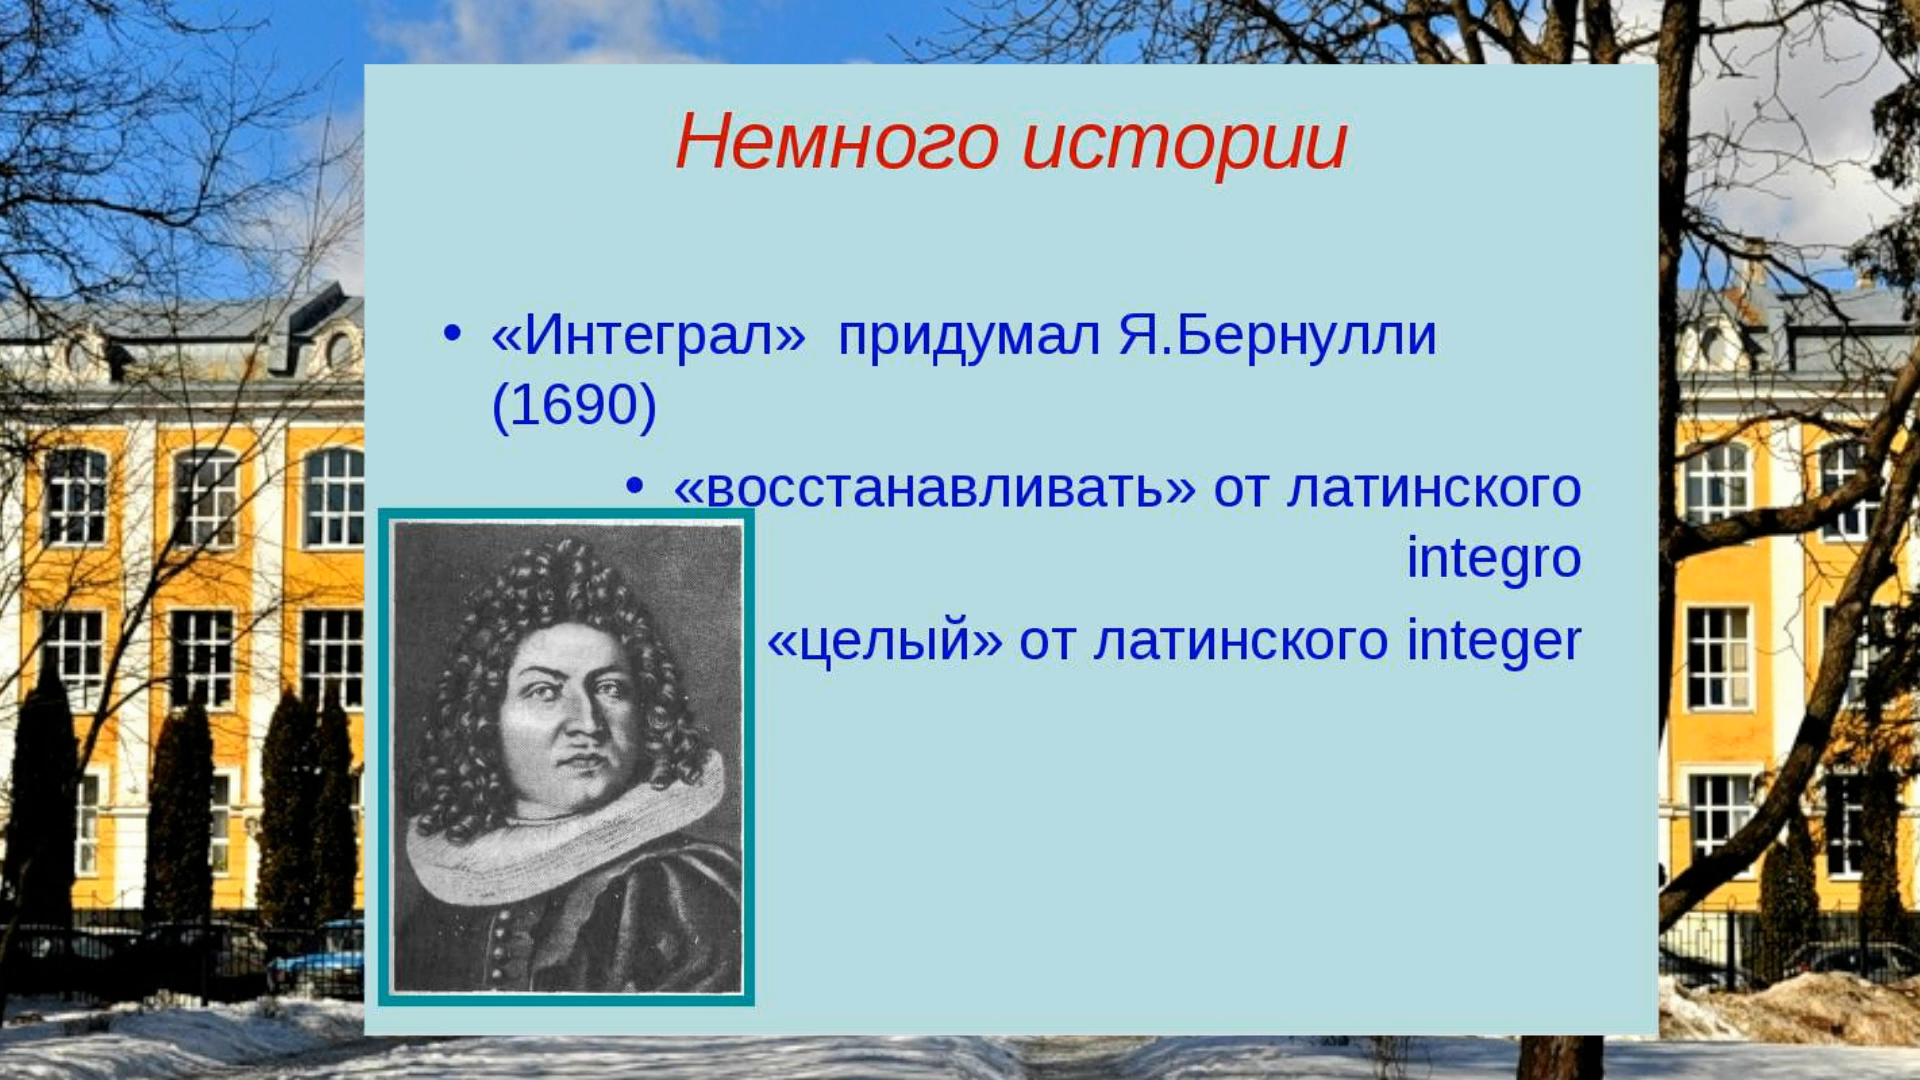 Немного истории
• «Интеграл» придумал Я.Бернулли
(1690)
• «восстанавливать» от латинского
integro
«целый» от латинского integer